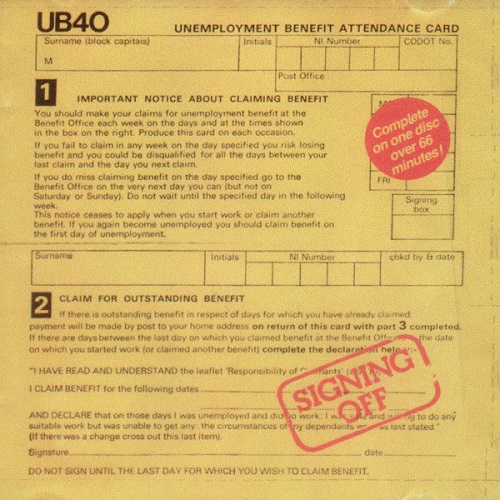 UB40 UNEMPLOYMENT BENEFIT ATTENDANCE CARD
Surname (block capitals) Initials NI Number CODOT No.
M
Post Office
1 IMPORTANT NOTICE ABOUT CLAIMING BENEFIT
You should make your claims for unemployment benefit at the
Benefit Office each week on the days and at the times shown
in the box on the right. Produce this card on each occasion.
If you fail to claim in any week on the day specified you risk losing
benefit and you could be disqualified for all the days between your
last claim and the day you next claim.
If you do miss claiming benefit on the day specified go to the
Benefit Office on the very next day you can (but not on
Saturday or Sunday). Do not wait until the specified day in the following
week.
This notice ceases to apply when you start work or claim another
benefit. If you again become unemployed you should claim benefit on
the first day of unemployment.
Complete
on one disc
over 66
minutes!
FRI
Signing
box
Surname Initials NI Number chkd by & date
2 CLAIM FOR OUTSTANDING BENEFIT
If there is outstanding benefit in respect of days for which you have already claimed
payment will be made by post to your home address on return of this card with part 3 completed.
If there are days between the last day on which you claimed benefit at the Benefit the date
on which you started work (or claimed another benefit) complete the declaration
"I HAVE READ AND UNDERSTAND the leaflet 'Responsibility of
I CLAIM BENEFIT for the following dates
AND DECLARE that on those days I was unemployed and did work. I and to do any
suitable work but was unable to get any: the circumstances of my dependants as last stated."
(If there was a change cross out this last item).
Signature date
DO NOT SIGN UNTIL THE LAST DAY FOR WHICH YOU WISH TO CLAIM BENEFIT.
SIGNING
OFF